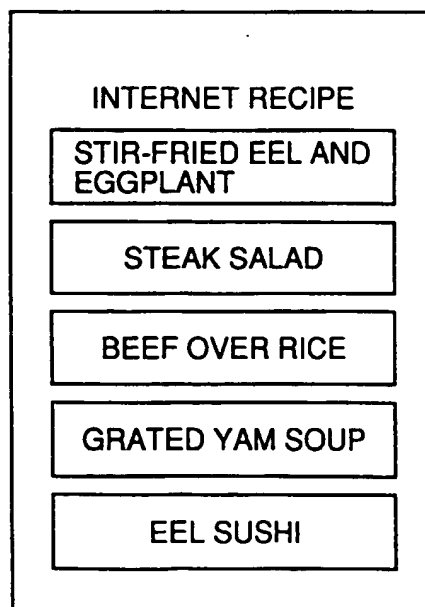 INTERNET RECIPE
STIR-FRIED EEL AND
EGGPLANT
STEAK SALAD
BEEF OVER RICE
GRATED YAM SOUP
EEL SUSHI